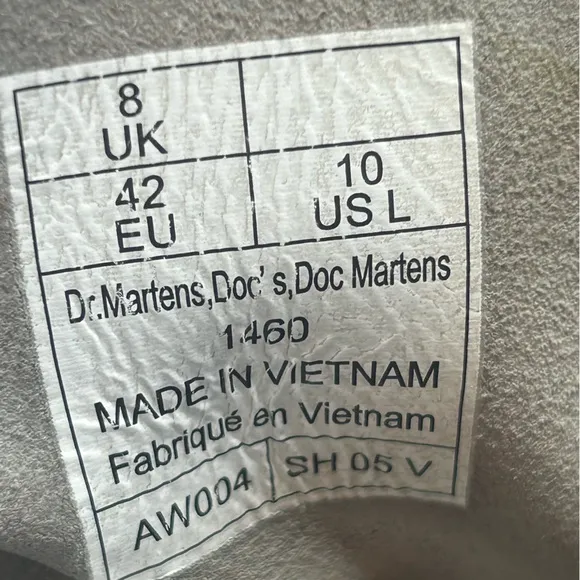 8
UK
42
EU
10
US L
Dr.Martens,Doc's,Doc Martens
1460
MADE IN VIETNAM
Fabriqué en Vietnam
AW004
SH 05 V